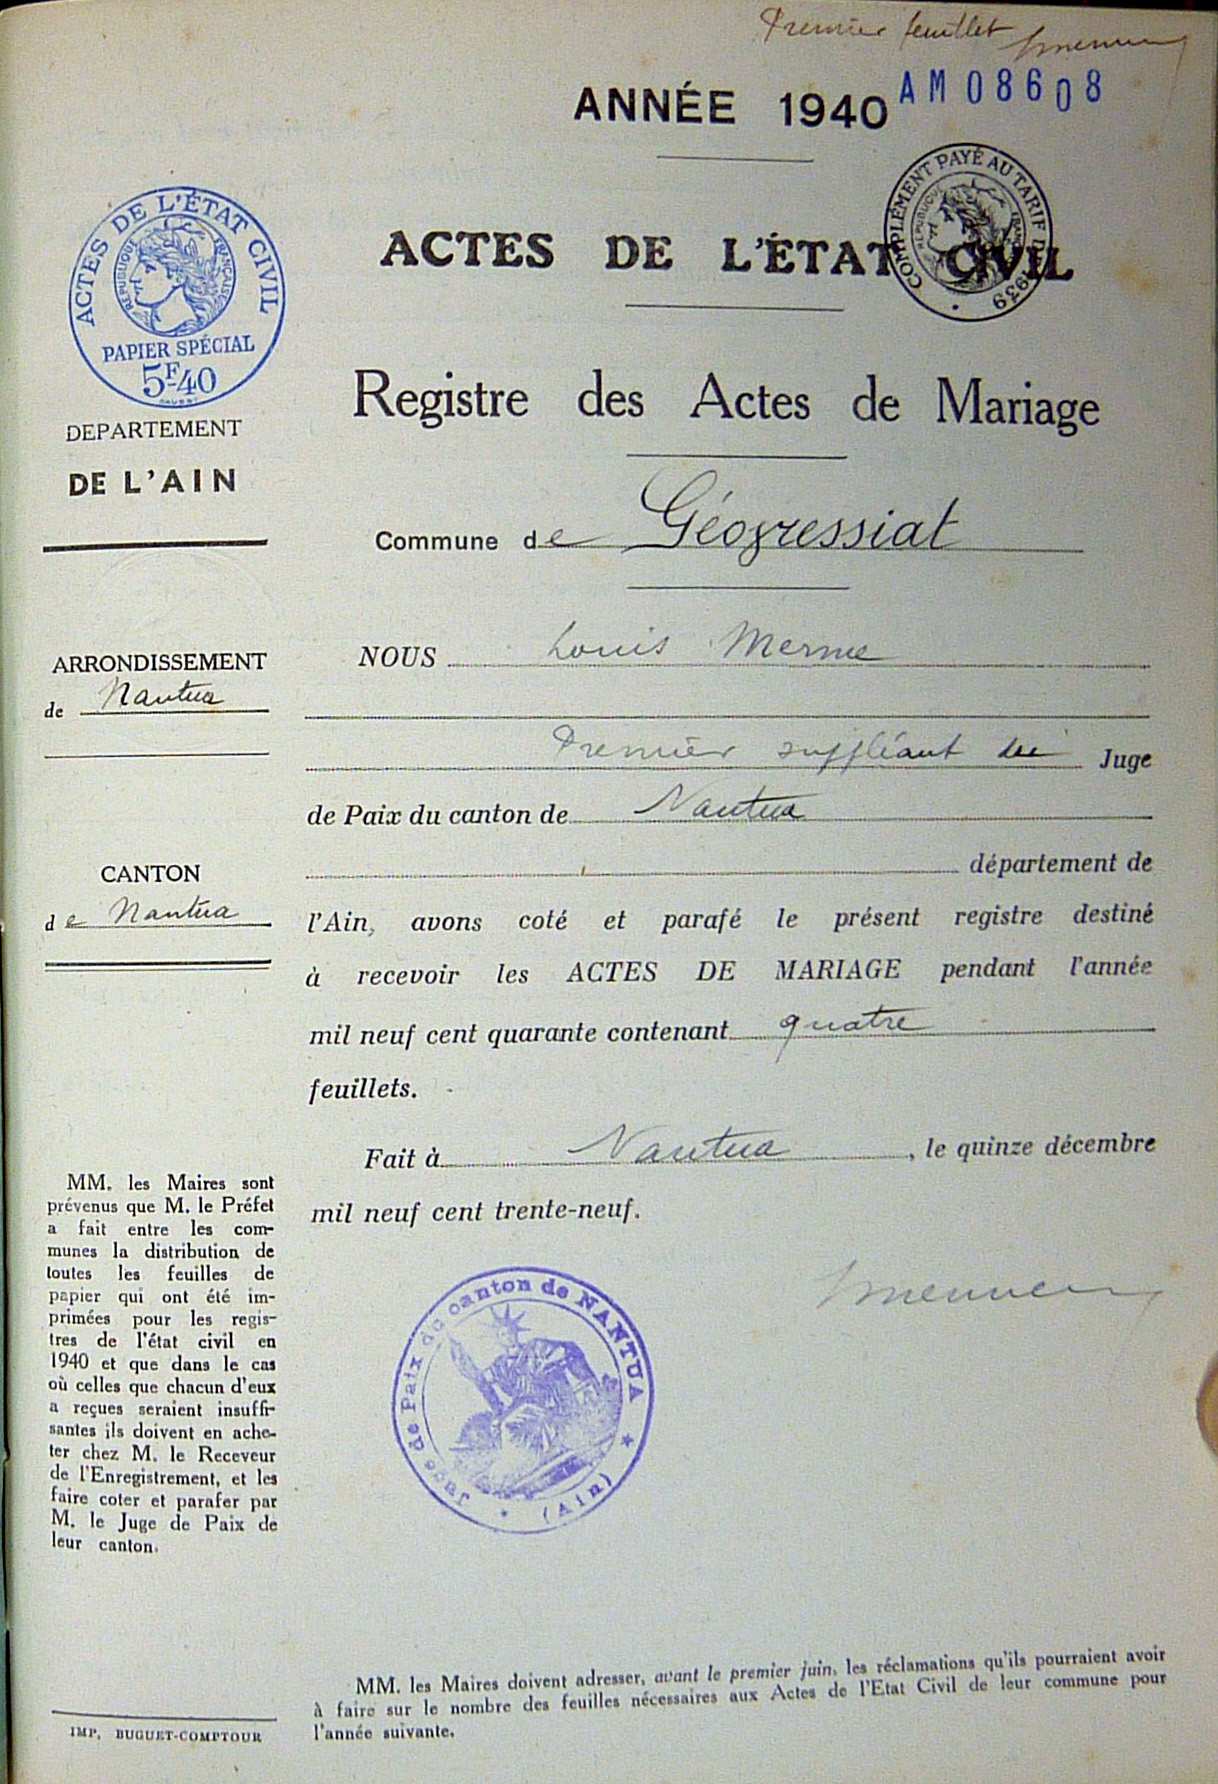 Premier feuillet
ANNÉE 1940
AM 08608
ACTES DE L'ÉTAT CIVIL
PAPIER SPÉCIAL
5F40
RÉPUBLIQUE FRANÇAISE
COMPLÉMENT PAYÉ AU TARIF DE 1939
RÉPUBLIQUE FRANÇAISE
ACTES DE L'ÉTAT CIVIL
Registre des Actes de Mariage
DEPARTEMENT
DE L'AIN
Commune de Géovressiat
ARRONDISSEMENT
de Nantua
CANTON
de Nantua
NOUS Louis
Premier suppléant du Juge
de Paix du canton de Nantua
département de
l'Ain, avons coté et parafé le présent registre destiné
à recevoir les ACTES DE MARIAGE pendant l'année
mil neuf cent quarante contenant quatre
feuillets.
Fait à Nantua, le quinze décembre
mil neuf cent trente-neuf.
Juge de Paix du canton de NANTUA
(Ain)
MM. les Maires sont
prévenus que M. le Préfet
a fait entre les com-
munes la distribution de
toutes les feuilles de
papier qui ont été im-
primées pour les regis-
tres de l'état civil en
1940 et que dans le cas
où celles que chacun d'eux
a reçues seraient insuffi-
santes ils doivent en ache-
ter chez M. le Receveur
de l'Enregistrement, et les
faire coter et parafer par
M. le Juge de Paix de
leur canton.
IMP. BUGUET-COMPTOUR
MM. les Maires doivent adresser, avant le premier juin, les réclamations qu'ils pourraient avoir
à faire sur le nombre des feuilles nécessaires aux Actes de l'Etat Civil de leur commune pour
l'année suivante.